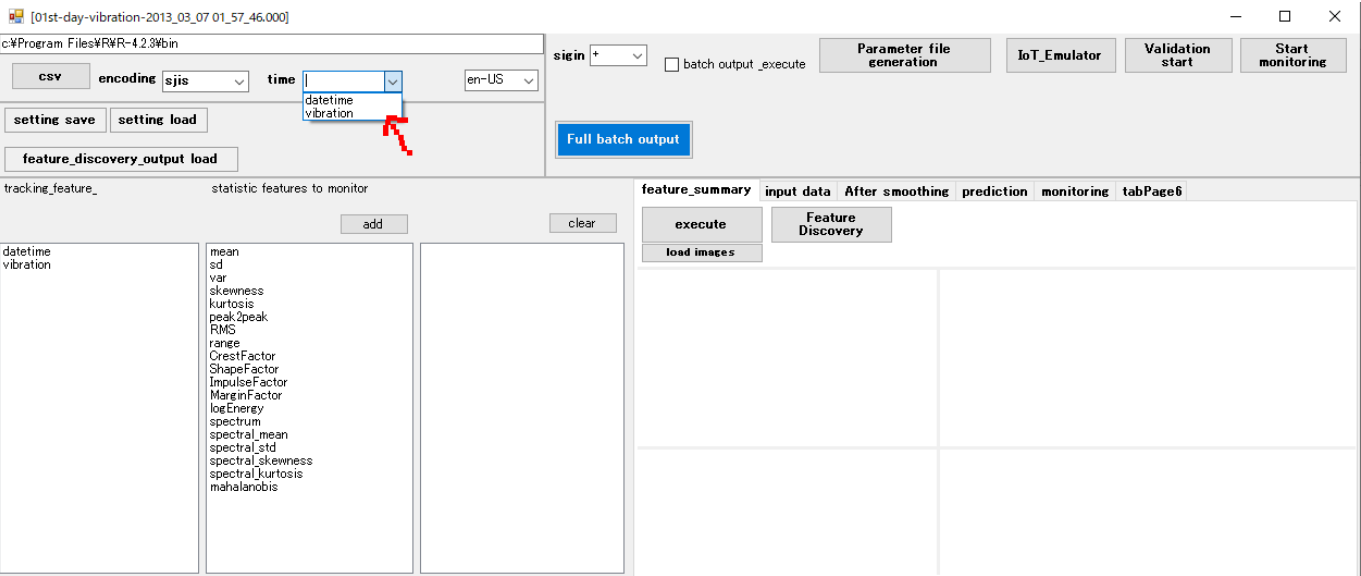 [01st-day-vibration-2013_03_07 01_57_46.000]
c:¥Program Files¥R¥R-4.2.3¥bin
csv
encoding
sjis
time
en-US
datetime
vibration
sigin
+
batch output _execute
Parameter file
generation
IoT_Emulator
Validation
start
Start
monitoring
setting save
setting load
Full batch output
feature_discovery_output load
tracking_feature_
statistic features to monitor
add
clear
datetime
vibration
mean
sd
var
skewness
kurtosis
peak2peak
RMS
range
CrestFactor
ShapeFactor
ImpulseFactor
MarginFactor
logEnergy
spectrum
spectral_mean
spectral_std
spectral_skewness
spectral_kurtosis
mahalanobis
feature_summary
input data
After smoothing
prediction
monitoring
tabPage6
execute
Feature
Discovery
load images